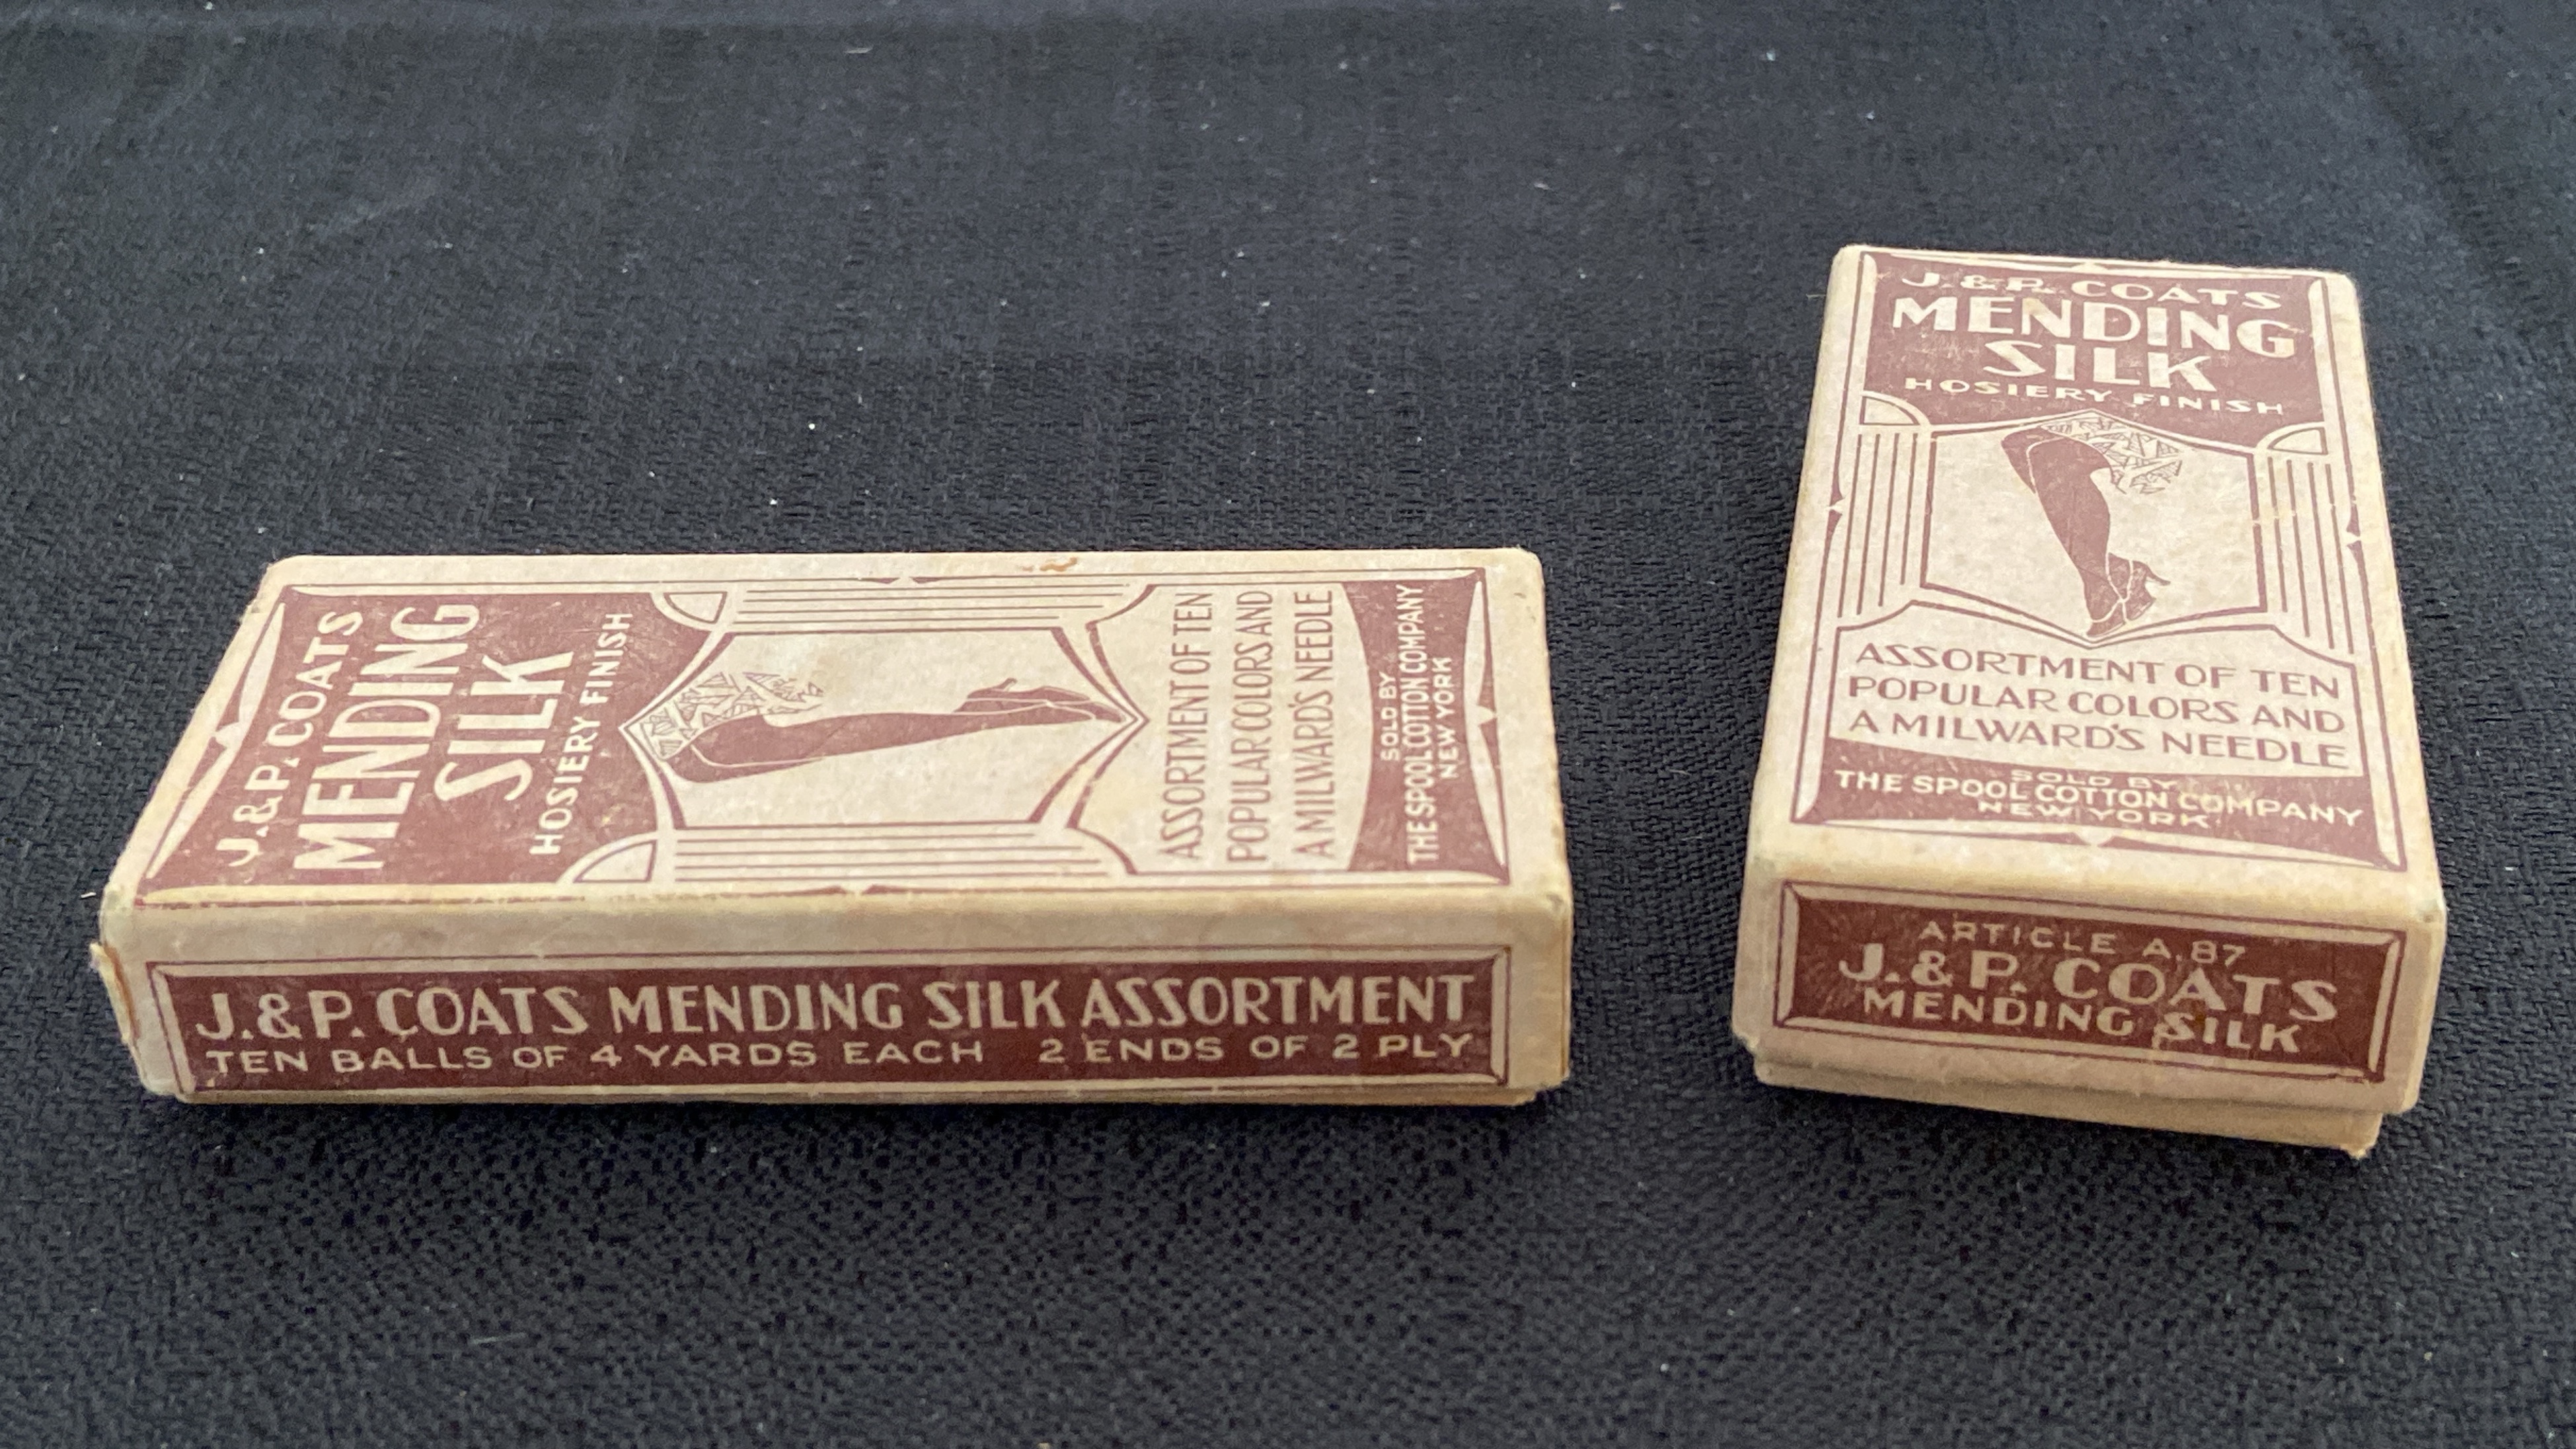 J. & P. COATS
MENDING
SILK
HOSIERY FINISH
ASSORTMENT OF TEN
POPULAR COLORS AND
A MILWARD'S NEEDLE
SOLD BY
THE SPOOL COTTON COMPANY
NEW YORK
J. & P. COATS MENDING SILK ASSORTMENT
TEN BALLS OF 4 YARDS EACH 2 ENDS OF 2 PLY
J. & P. COATS
MENDING
SILK
HOSIERY FINISH
ASSORTMENT OF TEN
POPULAR COLORS AND
A MILWARD'S NEEDLE
SOLD BY
THE SPOOL COTTON COMPANY
NEW YORK
ARTICLE A.87
J. & P. COATS
MENDING SILK